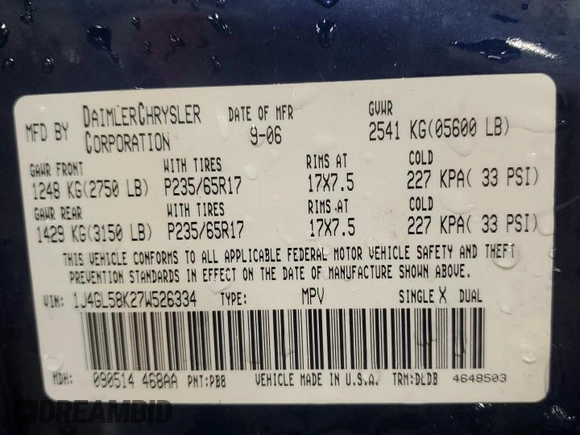 MFD BY DAIMLERCHRYSLER CORPORATION DATE OF MFR 9-06 GVWR 2541 KG(05600 LB)
GAWR FRONT WITH TIRES RIMS AT COLD
1248 KG(2750 LB) P235/65R17 17X7.5 227 KPA( 33 PSI)
GAWR REAR WITH TIRES RIMS AT COLD
1429 KG(3150 LB) P235/65R17 17X7.5 227 KPA( 33 PSI)
THIS VEHICLE CONFORMS TO ALL APPLICABLE FEDERAL MOTOR VEHICLE SAFETY AND THEFT
PREVENTION STANDARDS IN EFFECT ON THE DATE OF MANUFACTURE SHOWN ABOVE.
VIN: 1J4GL58K27W526334 TYPE: MPV SINGLE X DUAL
MDH: 090514 468AA PNT:PB8 VEHICLE MADE IN U.S.A. TRM:DLDB 4648503
DREAMBID